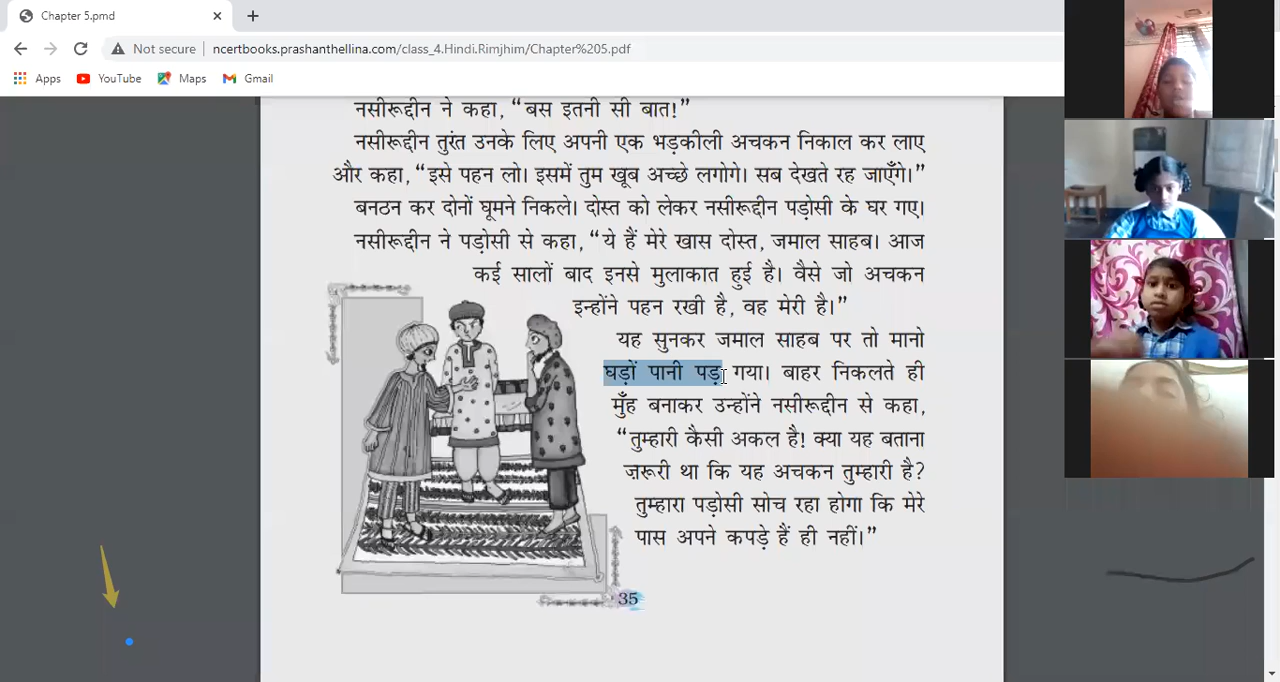 Chapter 5.pmd
Not secure
ncertbooks.prashanthellina.com/class_4.Hindi.Rimjhim/Chapter%205.pdf
Apps YouTube Maps Gmail
नसीरूद्दीन ने कहा, “बस इतनी सी बात!”
नसीरूद्दीन तुरंत उनके लिए अपनी एक भड़कीली अचकन निकाल कर लाए
और कहा, “इसे पहन लो। इसमें तुम खूब अच्छे लगोगे। सब देखते रह जाएँगे।”
बनठन कर दोनों घूमने निकले। दोस्त को लेकर नसीरूद्दीन पड़ोसी के घर गए।
नसीरूद्दीन ने पड़ोसी से कहा, “ये हैं मेरे खास दोस्त, जमाल साहब। आज
कई सालों बाद इनसे मुलाकात हुई है। वैसे जो अचकन
इन्होंने पहन रखी है, वह मेरी है।”
यह सुनकर जमाल साहब पर तो मानो
घड़ों पानी पड़ गया। बाहर निकलते ही
मुँह बनाकर उन्होंने नसीरूद्दीन से कहा,
“तुम्हारी कैसी अकल है! क्या यह बताना
ज़रूरी था कि यह अचकन तुम्हारी है?
तुम्हारा पड़ोसी सोच रहा होगा कि मेरे
पास अपने कपड़े हैं ही नहीं।”
35